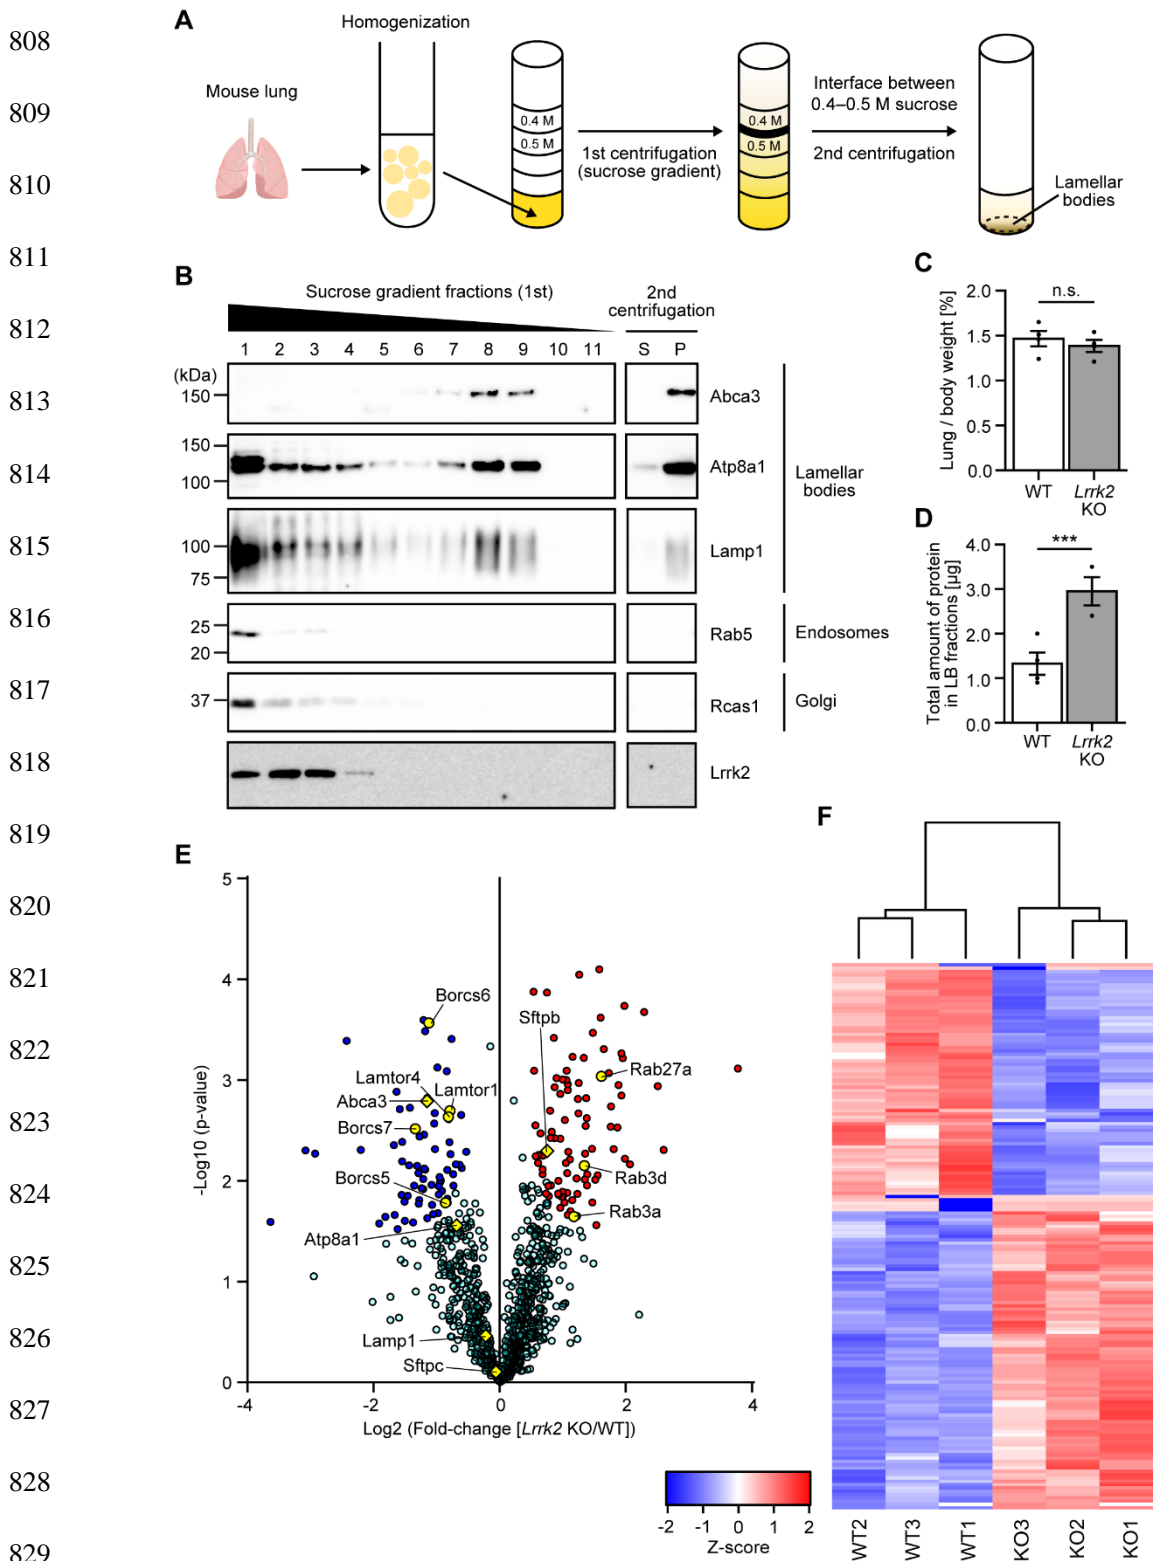 808
809
810
811
812
813
814
815
816
817
818
819
820
821
822
823
824
825
826
827
828
829
A
Homogenization
Mouse lung
0.4 M
0.5 M
1st centrifugation
(sucrose gradient)
0.4 M
0.5 M
Interface between
0.4–0.5 M sucrose
2nd centrifugation
Lamellar
bodies
B
Sucrose gradient fractions (1st)
2nd
centrifugation
1 2 3 4 5 6 7 8 9 10 11 S P
(kDa)
150
Abca3
150
100
Atp8a1
100
75
Lamp1
Lamellar
bodies
25
20
Rab5
Endosomes
37
Rcas1
Golgi
Lrrk2
C
Lung / body weight [%]
2.0
1.5
1.0
0.5
0.0
n.s.
WT
Lrrk2
KO
D
Total amount of protein
in LB fractions [µg]
4.0
3.0
2.0
1.0
0.0
***
WT
Lrrk2
KO
E
-Log10 (p-value)
5
4
3
2
1
0
Borcs6
Lamtor4
Lamtor1
Abca3
Borcs7
Borcs5
Atp8a1
Lamp1
Sftpc
Sftpb
Rab27a
Rab3d
Rab3a
-4 -2 0 2 4
Log2 (Fold-change [Lrrk2 KO/WT])
F
WT2 WT3 WT1 KO3 KO2 KO1
-2 -1 0 1 2
Z-score